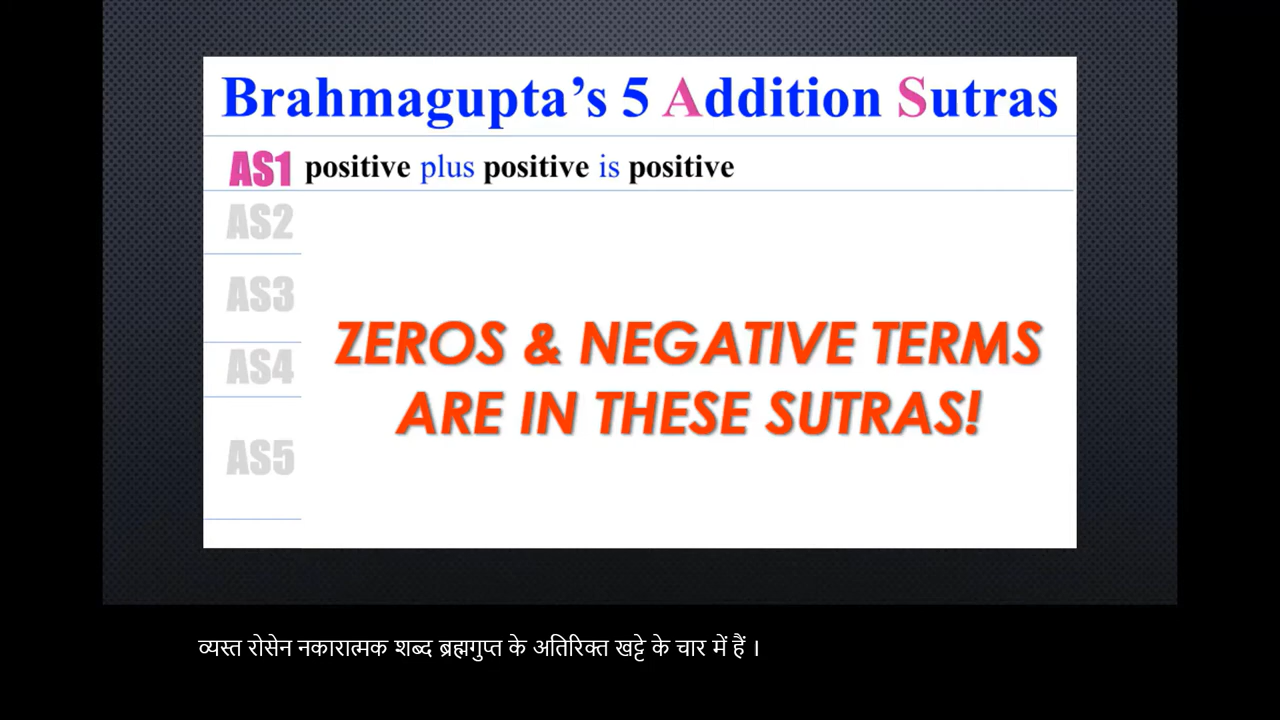 Brahmagupta’s 5 Addition Sutras
AS1 positive plus positive is positive
AS2
AS3
ZEROS & NEGATIVE TERMS
AS4
ARE IN THESE SUTRAS!
AS5
व्यस्त रोसेन नकारात्मक शब्द ब्रह्मगुप्त के अतिरिक्त खट्टे के चार में हैं ।